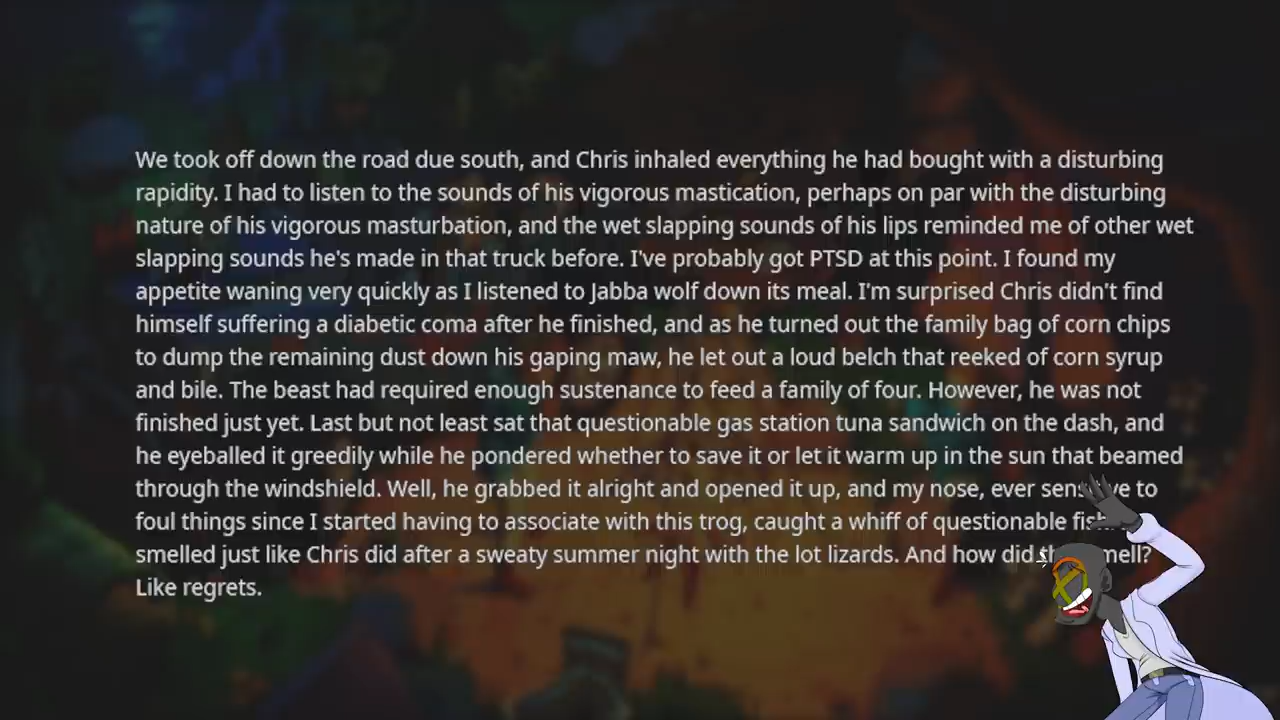 We took off down the road due south, and Chris inhaled everything he had bought with a disturbing
rapidity. I had to listen to the sounds of his vigorous mastication, perhaps on par with the disturbing
nature of his vigorous masturbation, and the wet slapping sounds of his lips reminded me of other wet
slapping sounds he's made in that truck before. I've probably got PTSD at this point. I found my
appetite waning very quickly as I listened to Jabba wolf down its meal. I'm surprised Chris didn't find
himself suffering a diabetic coma after he finished, and as he turned out the family bag of corn chips
to dump the remaining dust down his gaping maw, he let out a loud belch that reeked of corn syrup
and bile. The beast had required enough sustenance to feed a family of four. However, he was not
finished just yet. Last but not least sat that questionable gas station tuna sandwich on the dash, and
he eyeballed it greedily while he pondered whether to save it or let it warm up in the sun that beamed
through the windshield. Well, he grabbed it alright and opened it up, and my nose, ever to
foul things since I started having to associate with this trog, caught a whiff of questionable
smelled just like Chris did after a sweaty summer night with the lot lizards. And how did
Like regrets.